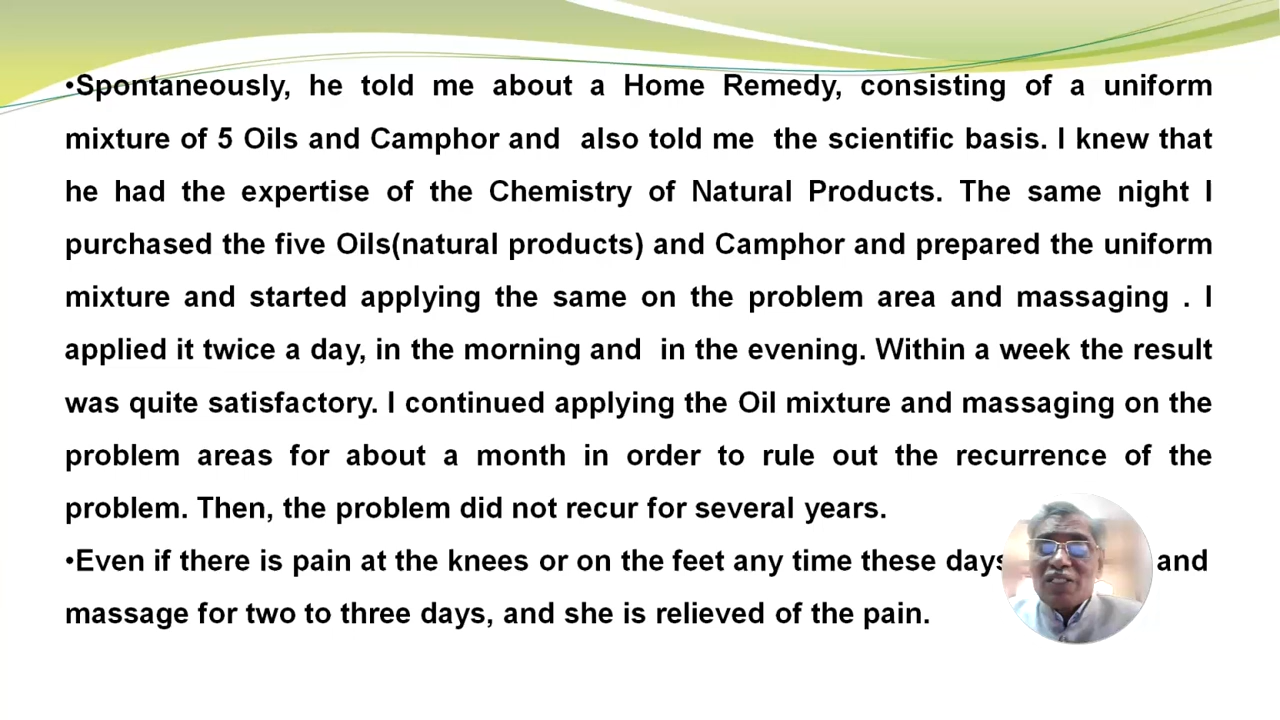 •Spontaneously, he told me about a Home Remedy, consisting of a uniform
mixture of 5 Oils and Camphor and also told me the scientific basis. I knew that
he had the expertise of the Chemistry of Natural Products. The same night I
purchased the five Oils(natural products) and Camphor and prepared the uniform
mixture and started applying the same on the problem area and massaging . I
applied it twice a day, in the morning and in the evening. Within a week the result
was quite satisfactory. I continued applying the Oil mixture and massaging on the
problem areas for about a month in order to rule out the recurrence of the
problem. Then, the problem did not recur for several years.
•Even if there is pain at the knees or on the feet any time these days and
massage for two to three days, and she is relieved of the pain.